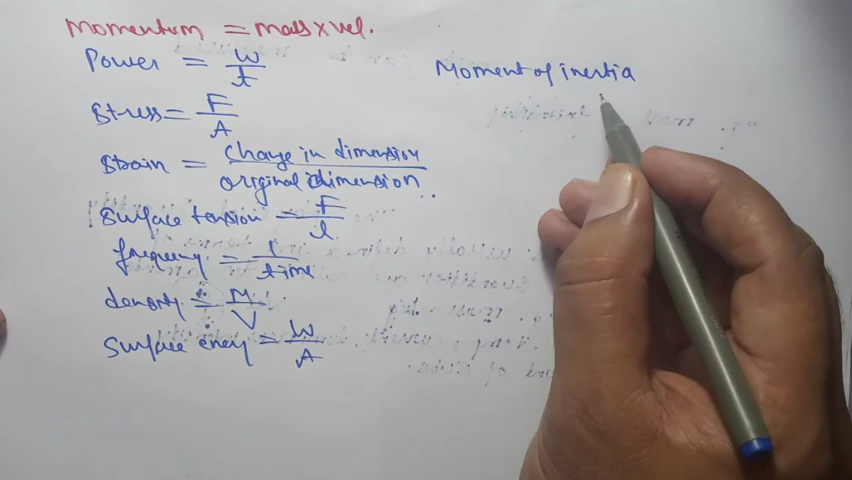 Momentum = mass x vel.
Power = W/t
Moment of inertia
Stress = F/A
Strain = change in dimension / original dimension
Surface tension = F/l
frequency = 1/time
density = M/V
Surface enery = W/A